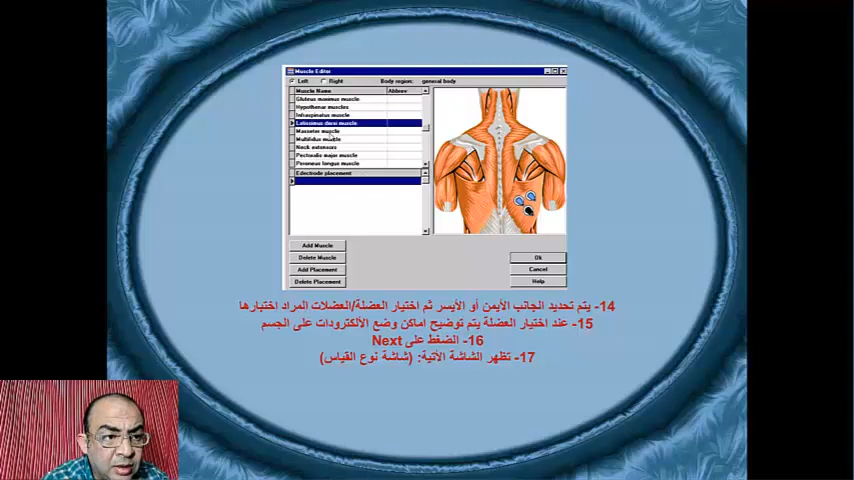 Muscle Editor
Left Right Body region: general body
Muscle Name Abbrev
Gluteus maximus muscle
Hypothenar muscles
Infraspinatus muscle
Latissimus dorsi muscle
Masseter muscle
Multifidus muscle
Neck extensors
Pectoralis major muscle
Peroneus longus muscle
Electrode placement
Add Muscle
Delete Muscle
Add Placement
Delete Placement
Ok
Cancel
Help
14- يتم تحديد الجانب الأيمن أو الأيسر ثم اختيار العضلة/العضلات المراد اختبارها
15- عند اختيار العضلة يتم توضيح اماكن وضع الألكترودات على الجسم
16- الضغط على Next
17- تظهر الشاشة الأتية: (شاشة نوع القياس)